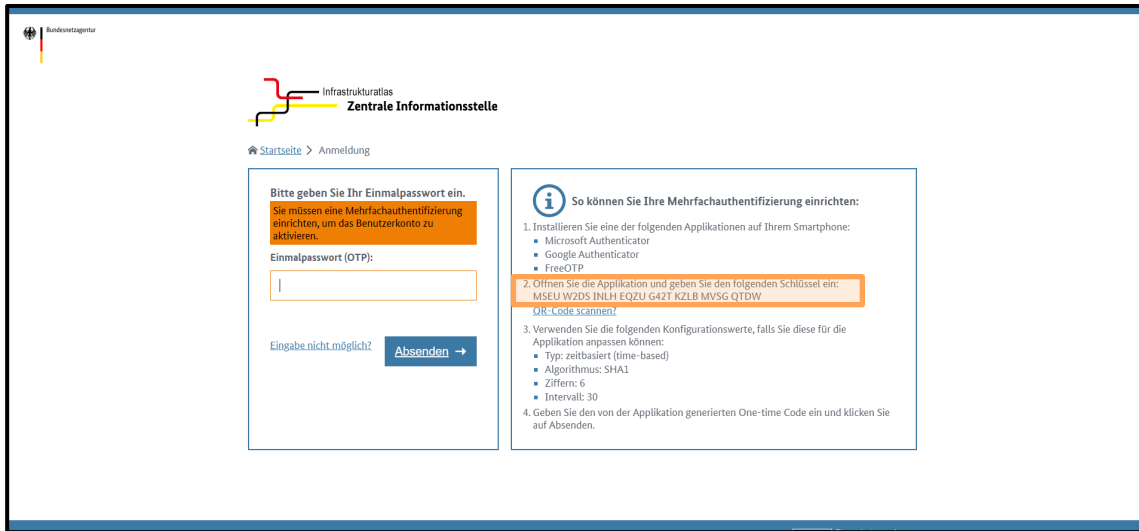 Bundesnetzagentur
Infrastrukturatlas
Zentrale Informationsstelle
Startseite > Anmeldung
Bitte geben Sie Ihr Einmalpasswort ein.
Sie müssen eine Mehrfachauthentifizierung
einrichten, um das Benutzerkonto zu
aktivieren.
Einmalpasswort (OTP):
Eingabe nicht möglich?
Absenden →
So können Sie Ihre Mehrfachauthentifizierung einrichten:
1. Installieren Sie eine der folgenden Applikationen auf Ihrem Smartphone:
▪ Microsoft Authenticator
▪ Google Authenticator
▪ FreeOTP
2. Öffnen Sie die Applikation und geben Sie den folgenden Schlüssel ein:
M5EU W2DS INLH EQZU G42T KZLB MVSG QTDW
QR-Code scannen?
3. Verwenden Sie die folgenden Konfigurationswerte, falls Sie diese für die
Applikation anpassen können:
▪ Typ: zeitbasiert (time-based)
▪ Algorithmus: SHA1
▪ Ziffern: 6
▪ Intervall: 30
4. Geben Sie den von der Applikation generierten One-time Code ein und klicken Sie
auf Absenden.